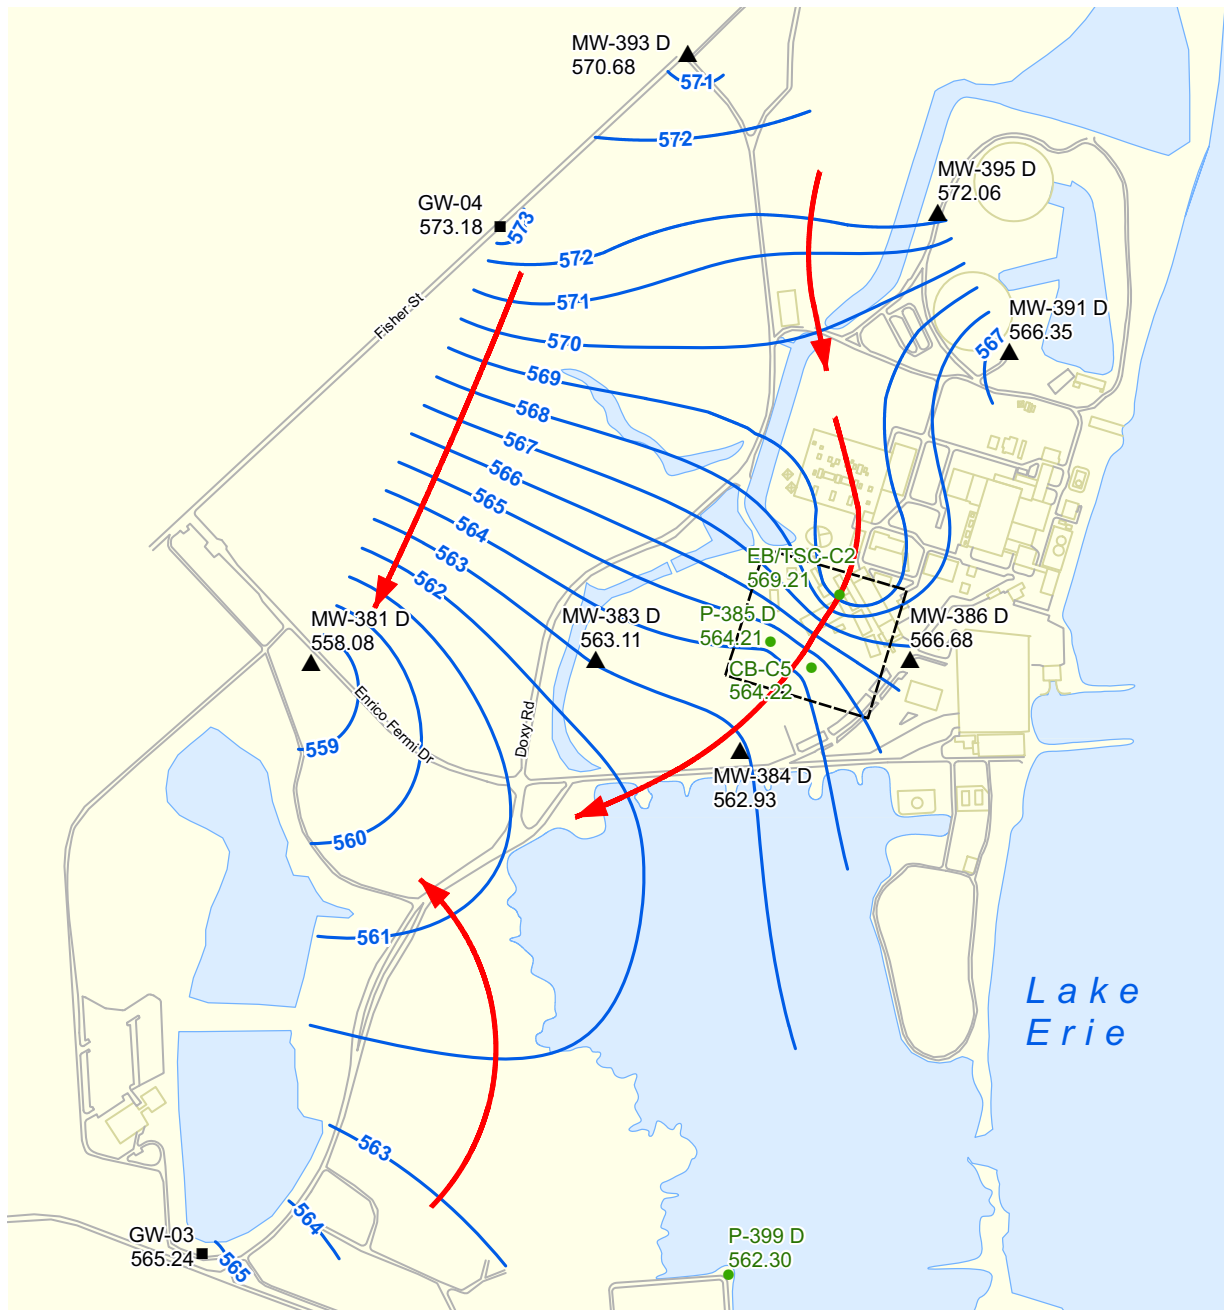 MW-393 D
570.68
571
572
MW-395 D
572.06
GW-04
573.18
573
572
571
Fisher St
570
MW-391 D
566.35
567
569
568
567
566
565
564
563
562
EB/TSC-C2
569.21
MW-381 D
558.08
MW-383 D
563.11
P-385 D
564.21
MW-386 D
566.68
CB-C5
564.22
Enrico Fermi Dr
Doxy Rd
559
MW-384 D
562.93
560
561
Lake
Erie
563
564
GW-03
565.24
565
P-399 D
562.30